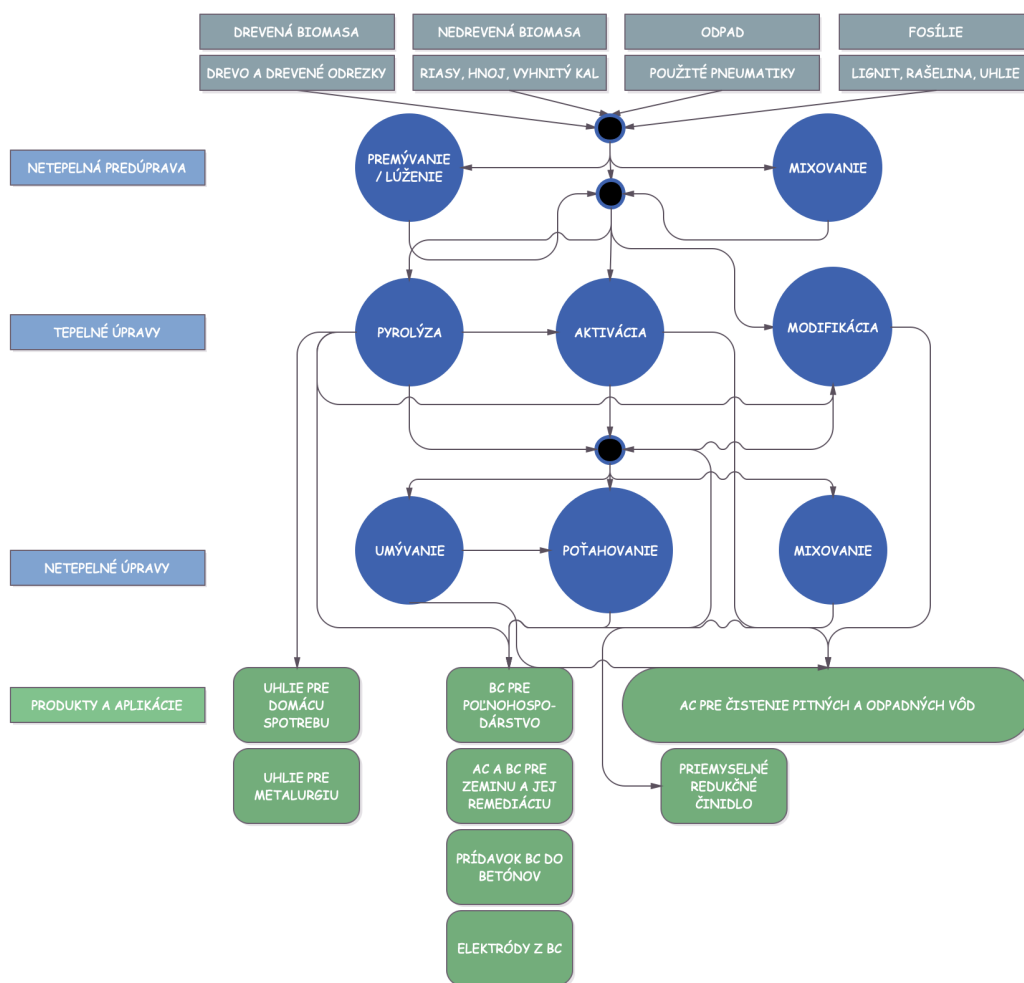 DREVENÁ BIOMASA
NEDREVENÁ BIOMASA
ODPAD
FOSÍLIE
DREVO A DREVENÉ ODREZKY
RIASY, HNOJ, VYHNITÝ KAL
POUŽITÉ PNEUMATIKY
LIGNIT, RAŠELINA, UHLIE
NETEPELNÁ PREDÚPRAVA
PREMÝVANIE
/ LÚŽENIE
MIXOVANIE
TEPELNÉ ÚPRAVY
PYROLÝZA
AKTIVÁCIA
MODIFIKÁCIA
NETEPELNÉ ÚPRAVY
UMÝVANIE
POŤAHOVANIE
MIXOVANIE
PRODUKTY A APLIKÁCIE
UHLIE PRE
DOMÁCU
SPOTREBU
BC PRE
POĽNOHOSPO-
DÁRSTVO
AC PRE ČISTENIE PITNÝCH A ODPADNÝCH VÔD
UHLIE PRE
METALURGIU
AC A BC PRE
ZEMINU A JEJ
REMEDIÁCIU
PRIEMYSELNÉ
REDUKČNÉ
ČINIDLO
PRÍDAVOK BC DO
BETÓNOV
ELEKTRÓDY Z BC